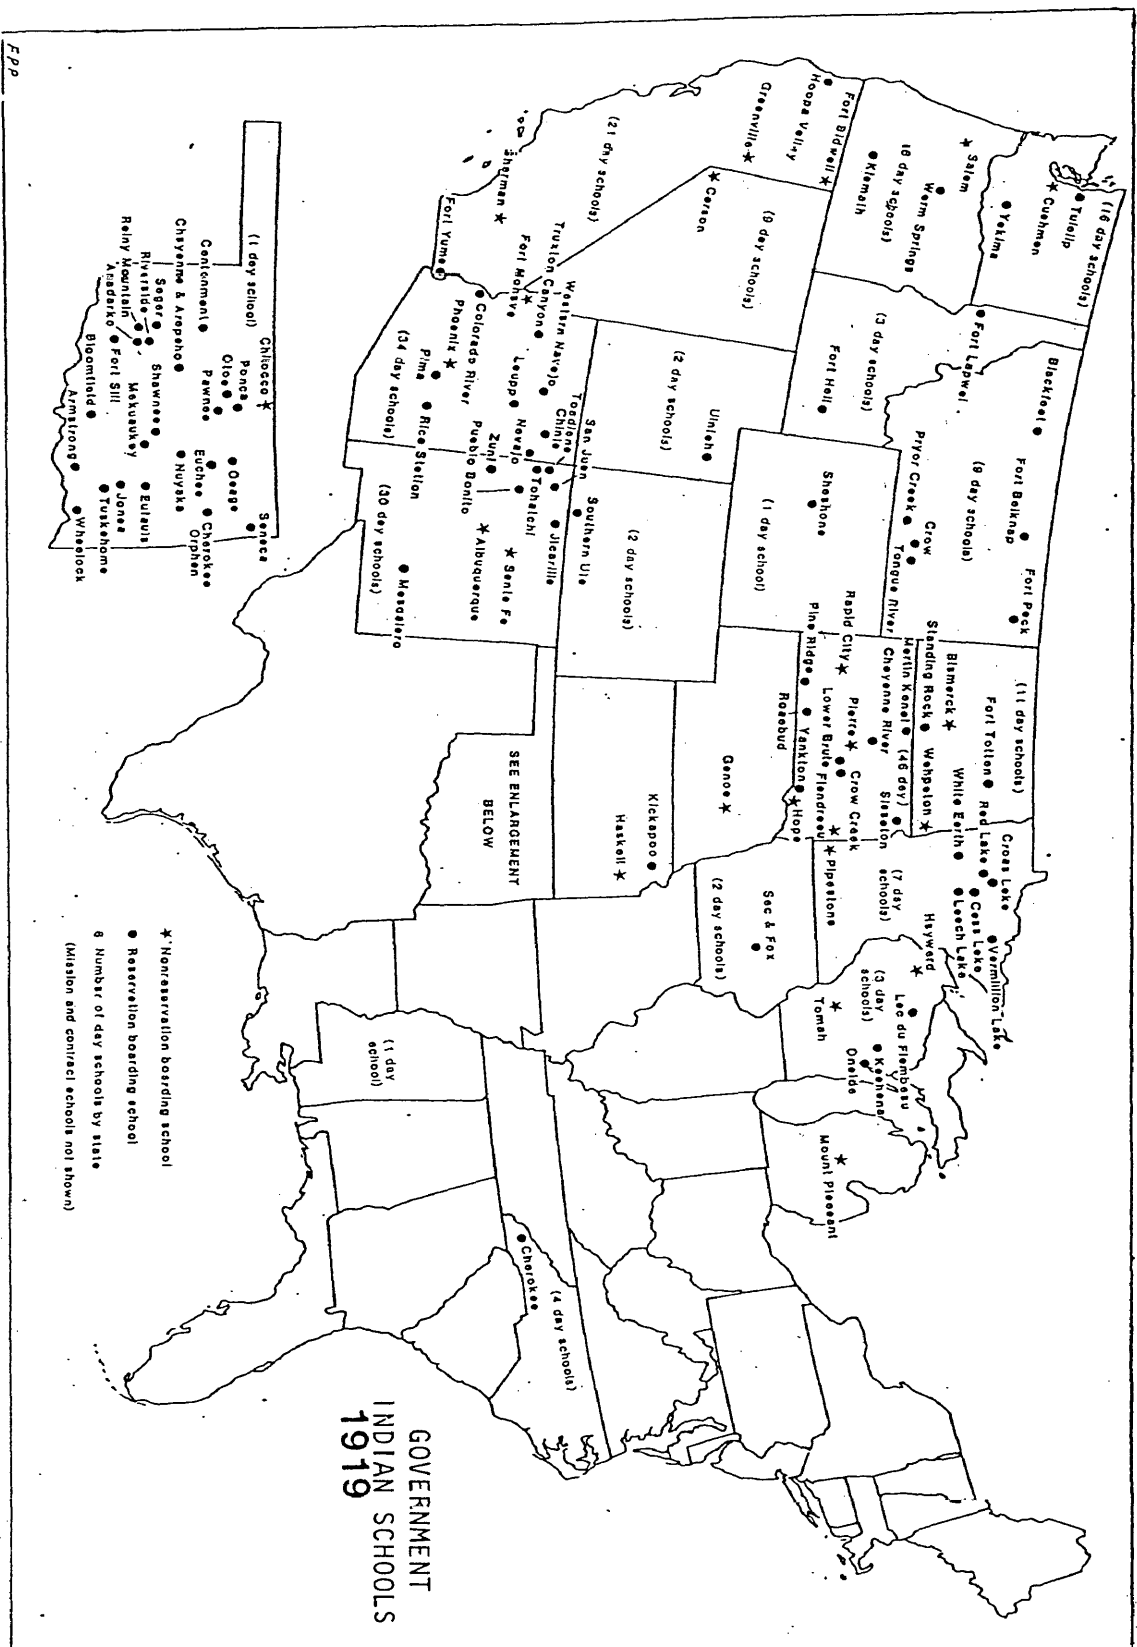 GOVERNMENT
INDIAN SCHOOLS
1919
(16 day schools)
Tulalip
Cushman
Yakima
Salem
Warm Springs
(6 day
schools)
Klamath
Fort Bidwell
Hoopa Valley
Greenville
(21 day schools)
Sherman
Fort Yuma
Carson
(9 day schools)
Fort Lapwai
(3 day schools)
Fort Hall
Blackfeet
Fort Belknap
Fort Peck
(9 day schools)
Pryor Creek
Crow
Tongue River
Shoshone
(1 day
school)
(2 day
schools)
Uintah
(2 day
schools)
Southern Ute
Western Navajo
Truxton Canyon
Fort Mohave
Leupp
Colorado River
Phoenix
Pima
Rice Station
(34 day schools)
Tohatchi
Chinle
San Juan
Navajo
Zuni
Pueblo Bonito
Jicarilla
Santa Fe
Albuquerque
Mescalero
(30 day schools)
(11 day schools)
Fort Totten
Bismarck
Standing Rock
Wahpeton
Martin Kenel
(46 day)
Cheyenne River
Sisseton
Rapid City
Pierre
Crow Creek
Lower Brule
Flandreau
Pine Ridge
Yankton
Hope
Rosebud
Genoa
Kickapoo
Haskell
SEE ENLARGEMENT
BELOW
Cross Lake
Red Lake
Vermillion Lake
Cass Lake
Leech Lake
White Earth
(7 day
schools)
Pipestone
Sac & Fox
(2 day schools)
Hayward
Lac du Flambeau
(3 day
schools)
Keshena
Oneida
Tomah
Mount Pleasant
(1 day
school)
Cherokee
(4 day schools)
(1 day school)
Chilocco
Ponca
Otoe
Pawnee
Cantonment
Cheyenne & Arapaho
Seger
Riverside
Rainy Mountain
Anadarko
Fort Sill
Shawnee
Mekusukey
Bloomfield
Armstrong
Seneca
Osage
Euchee
Cherokee
Orphan
Nuyaka
Eufaula
Jones
Tuskahoma
Wheelock
Nonreservation boarding school
Reservation boarding school
6 Number of day schools by state
(Mission and contract schools not shown)
FPP